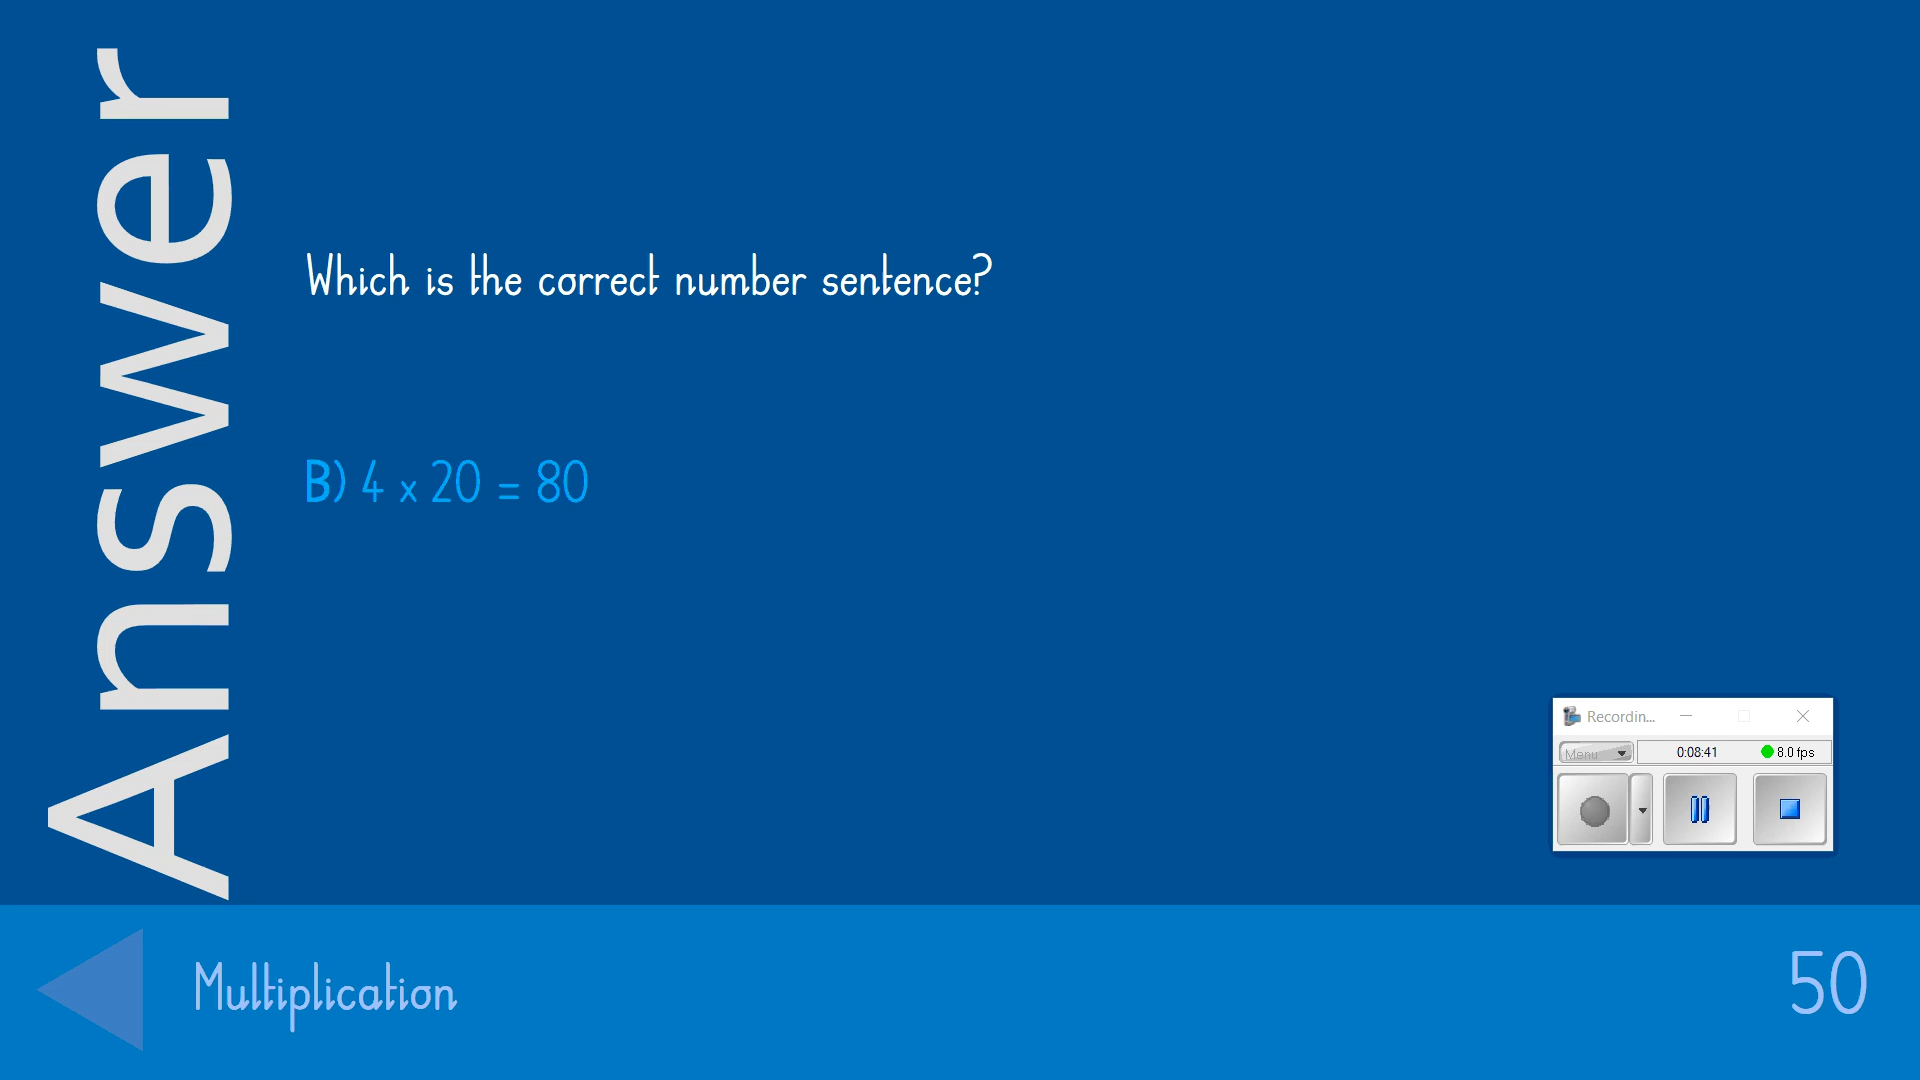 Answer
Which is the correct number sentence?
B) 4 x 20 = 80
Recordin...
Menu
0:08:41
8.0 fps
Multiplication
50